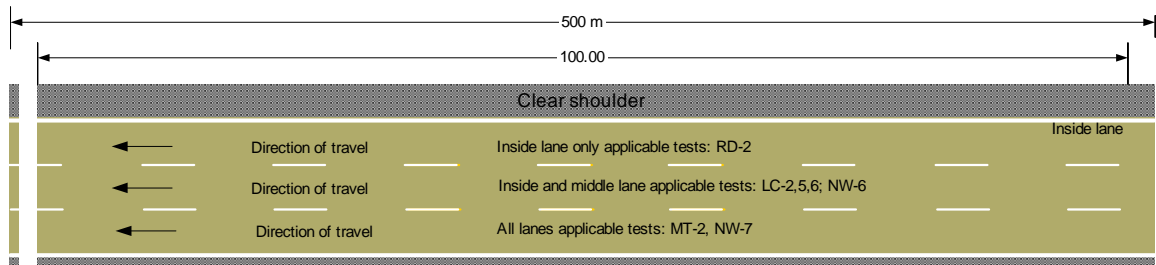 500 m
100.00
Clear shoulder
Inside lane
Direction of travel
Inside lane only applicable tests: RD-2
Direction of travel
Inside and middle lane applicable tests: LC-2,5,6; NW-6
Direction of travel
All lanes applicable tests: MT-2, NW-7